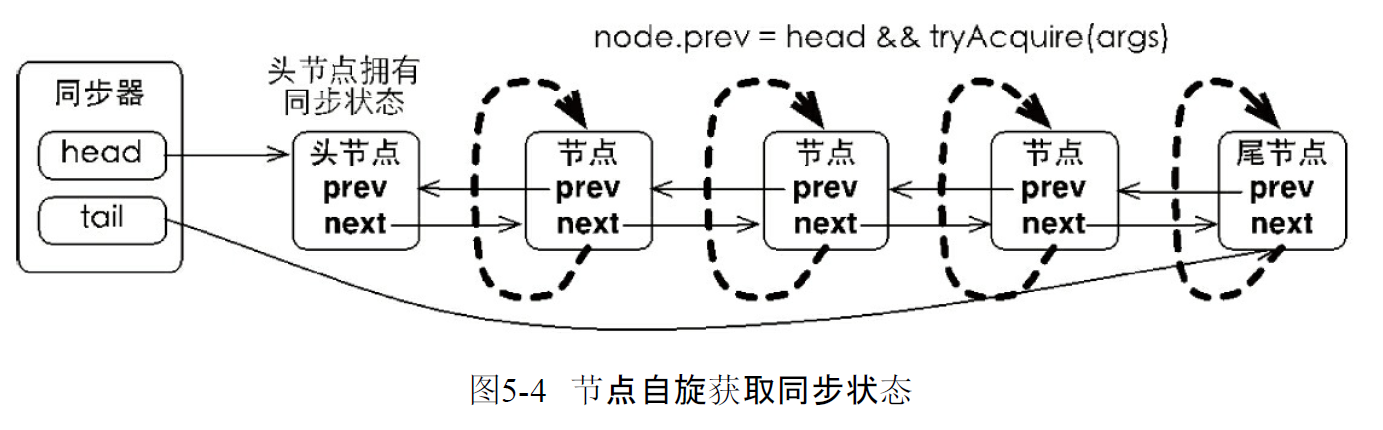 node.prev = head && tryAcquire(args)
同步器
head
tail
头节点拥有
同步状态
头节点
prev
next
节点
prev
next
节点
prev
next
节点
prev
next
尾节点
prev
next
图5-4 节点自旋获取同步状态